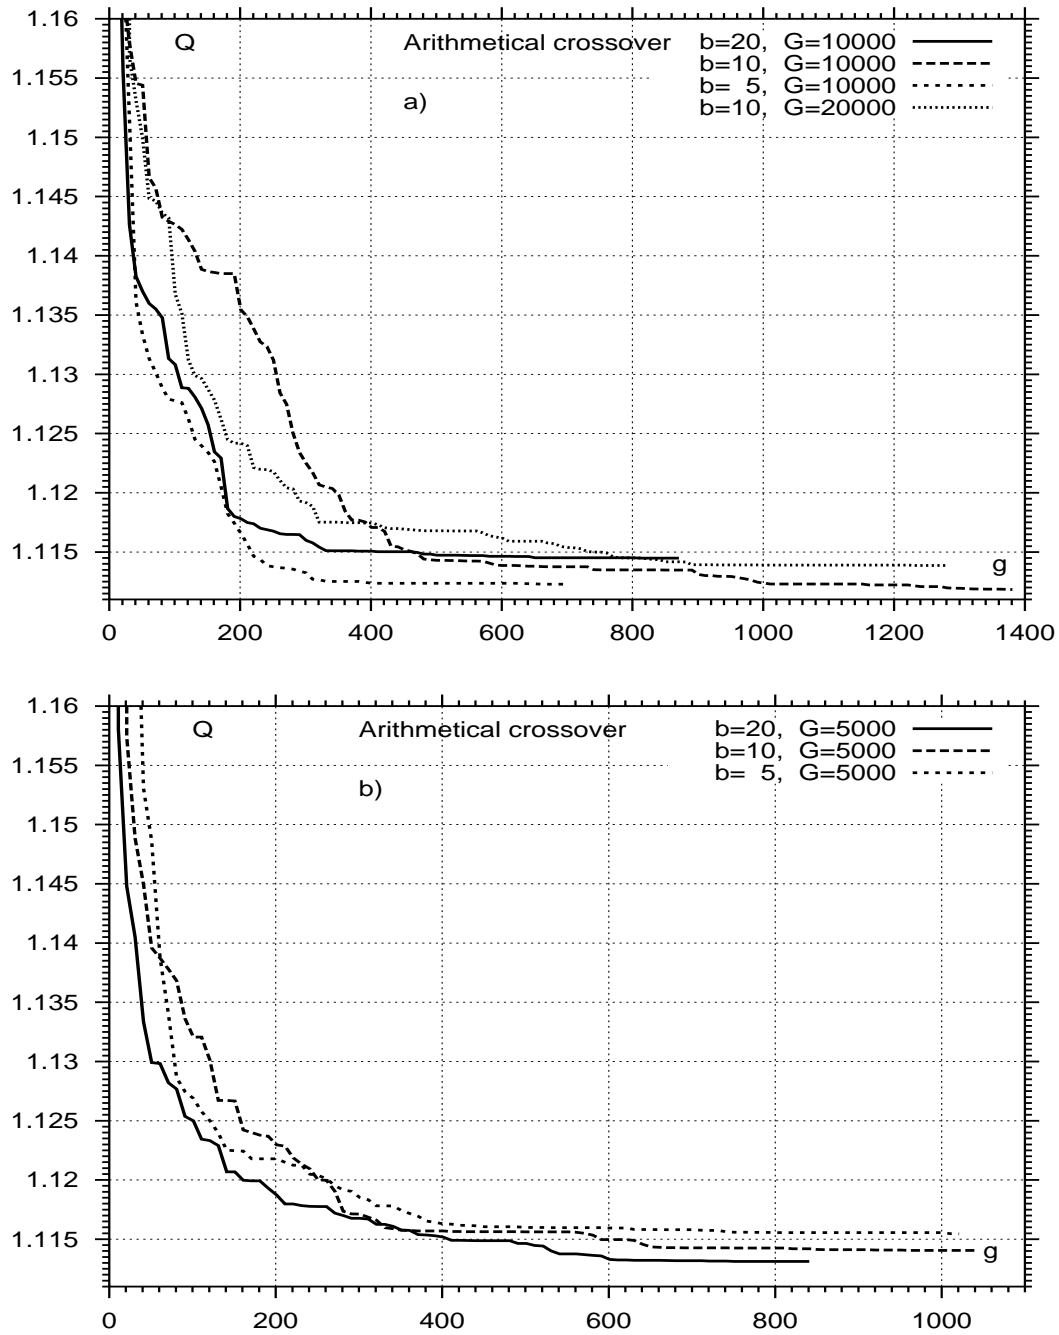 1.16
Q Arithmetical crossover b=20, G=10000
b=10, G=10000
1.155
a) b= 5, G=10000
b=10, G=20000
1.15
1.145
1.14
1.135
1.13
1.125
1.12
1.115
g
0 200 400 600 800 1000 1200 1400
1.16
Q Arithmetical crossover b=20, G=5000
b=10, G=5000
1.155
b= 5, G=5000
b)
1.15
1.145
1.14
1.135
1.13
1.125
1.12
1.115
g
0 200 400 600 800 1000